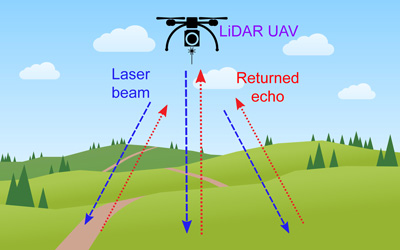 LiDAR UAV
Laser
beam
Returned
echo